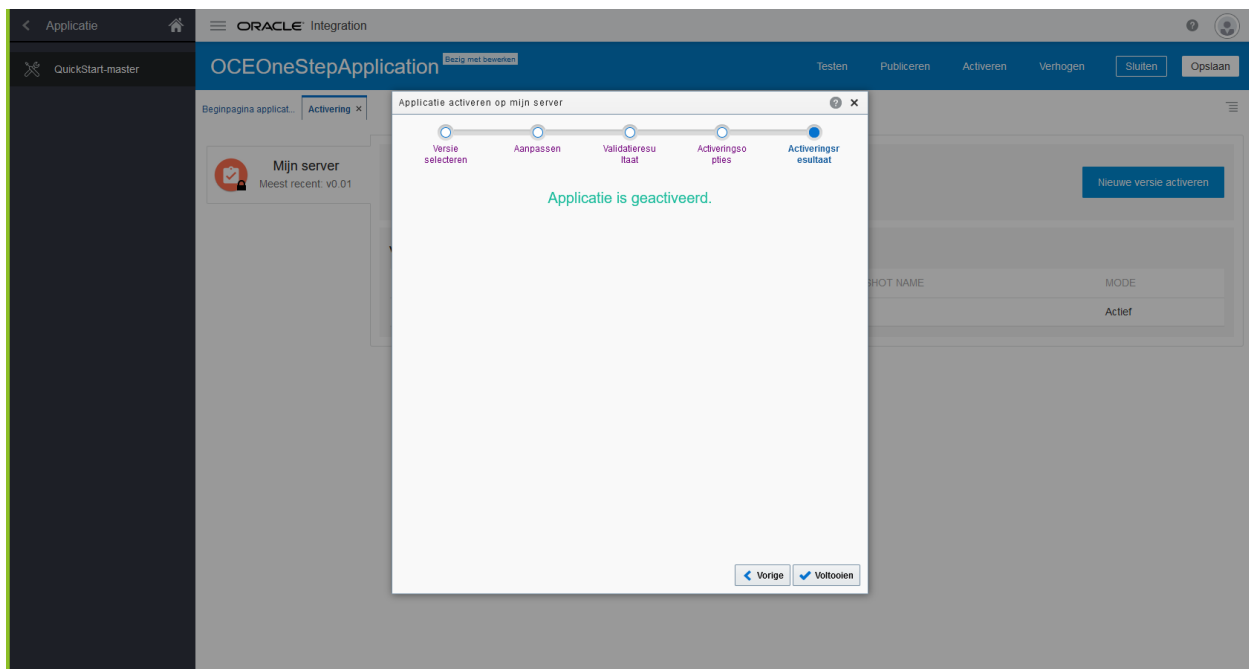 Applicatie
ORACLE Integration
QuickStart-master
OCEOneStepApplication
Bezig met bewerken
Testen
Publiceren
Activeren
Verhogen
Sluiten
Opslaan
Beginpagina applicat...
Activering ×
Applicatie activeren op mijn server
Versie
selecteren
Aanpassen
Validatieresu
ltaat
Activeringso
pties
Activeringsr
esultaat
Mijn server
Meest recent: v0.01
Nieuwe versie activeren
Applicatie is geactiveerd.
SHOT NAME
MODE
Actief
Vorige
Voltooien